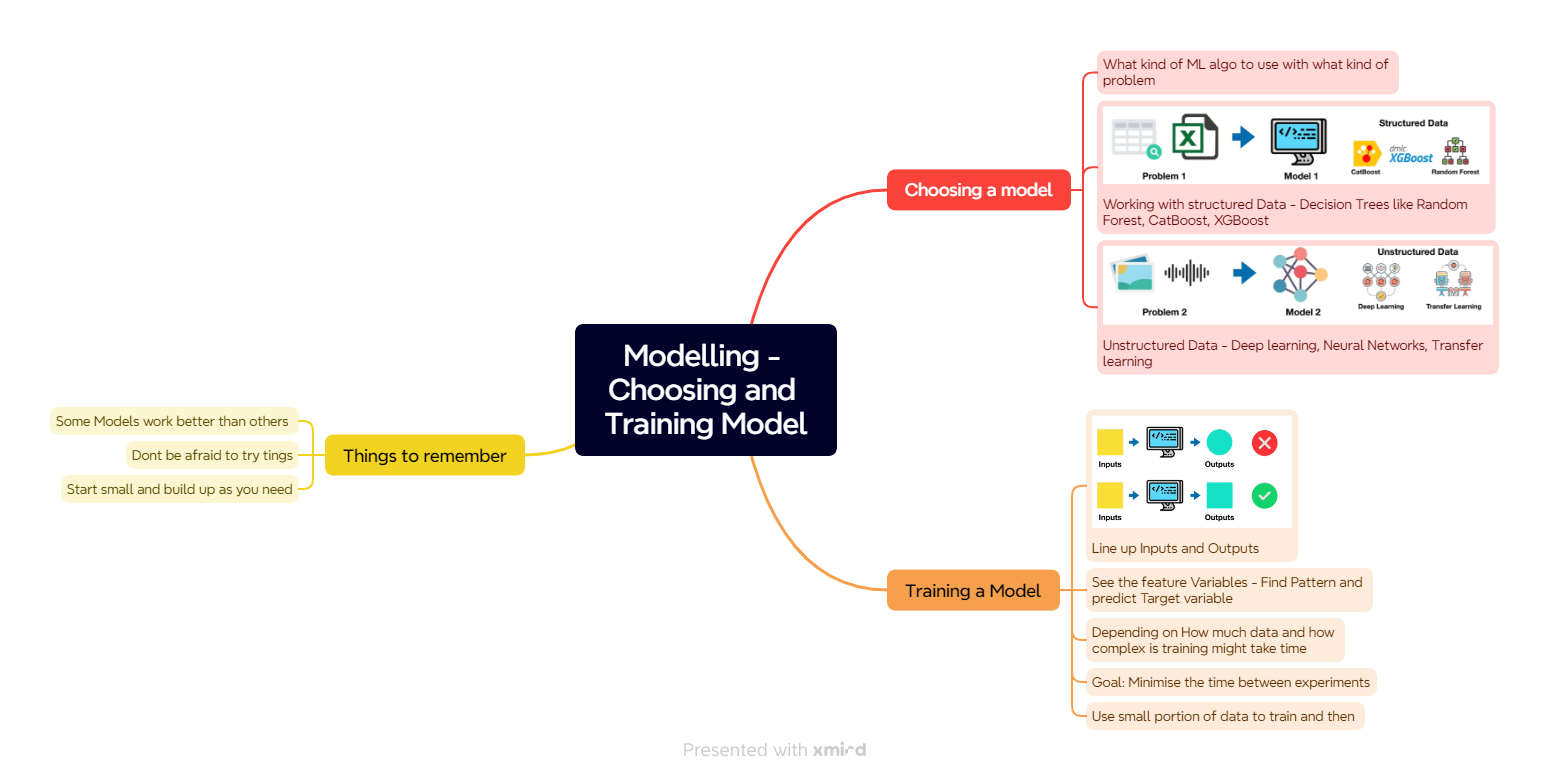 Modelling -
Choosing and
Training Model
Choosing a model
What kind of ML algo to use with what kind of
problem
Structured Data
CatBoost
dmlc
XGBoost
Random Forest
Problem 1
Model 1
Working with structured Data - Decision Trees like Random
Forest, CatBoost, XGBoost
Unstructured Data
Deep Learning
Transfer Learning
Problem 2
Model 2
Unstructured Data - Deep learning, Neural Networks, Transfer
learning
Training a Model
Inputs
Outputs
Inputs
Outputs
Line up Inputs and Outputs
See the feature Variables - Find Pattern and
predict Target variable
Depending on How much data and how
complex is training might take time
Goal: Minimise the time between experiments
Use small portion of data to train and then
Things to remember
Some Models work better than others
Dont be afraid to try tings
Start small and build up as you need
Presented with xmind